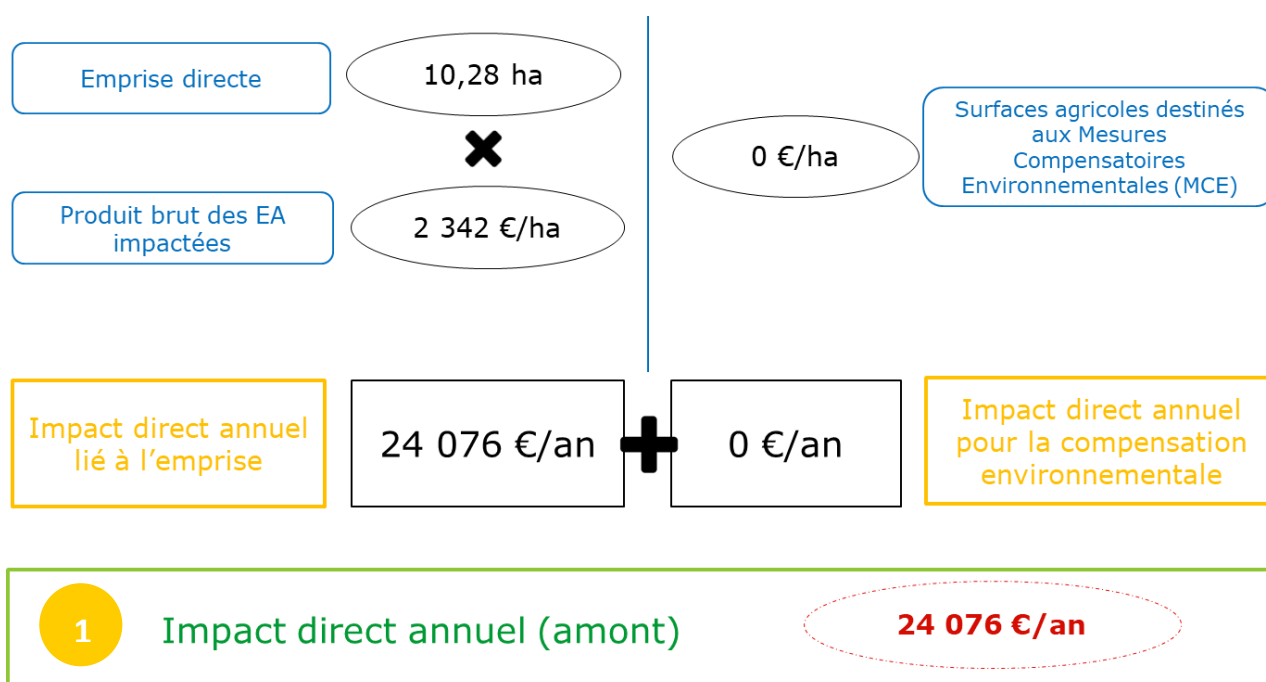 Emprise directe
10,28 ha
Produit brut des EA
impactées
2 342 €/ha
0 €/ha
Surfaces agricoles destinés
aux Mesures
Compensatoires
Environnementales (MCE)
Impact direct annuel
lié à l’emprise
24 076 €/an
0 €/an
Impact direct annuel
pour la compensation
environnementale
1
Impact direct annuel (amont)
24 076 €/an